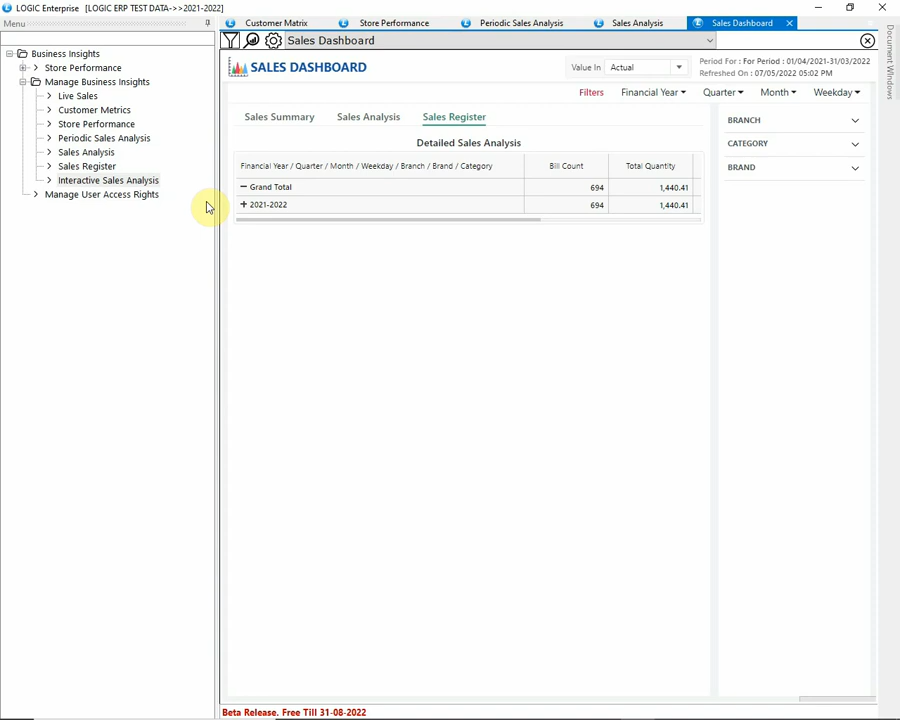 LOGIC Enterprise [LOGIC ERP TEST DATA->>2021-2022]
Menu
Customer Matrix
Store Performance
Periodic Sales Analysis
Sales Analysis
Sales Dashboard
Business Insights
Store Performance
Manage Business Insights
Live Sales
Customer Metrics
Store Performance
Periodic Sales Analysis
Sales Analysis
Sales Register
Interactive Sales Analysis
Manage User Access Rights
Sales Dashboard
SALES DASHBOARD
Value In Actual
Period For : For Period : 01/04/2021-31/03/2022
Refreshed On : 07/05/2022 05:02 PM
Filters Financial Year Quarter Month Weekday
Sales Summary Sales Analysis Sales Register
Detailed Sales Analysis
Financial Year / Quarter / Month / Weekday / Branch / Brand / Category Bill Count Total Quantity
Grand Total 694 1,440.41
2021-2022 694 1,440.41
BRANCH
CATEGORY
BRAND
Document Windows
Beta Release. Free Till 31-08-2022